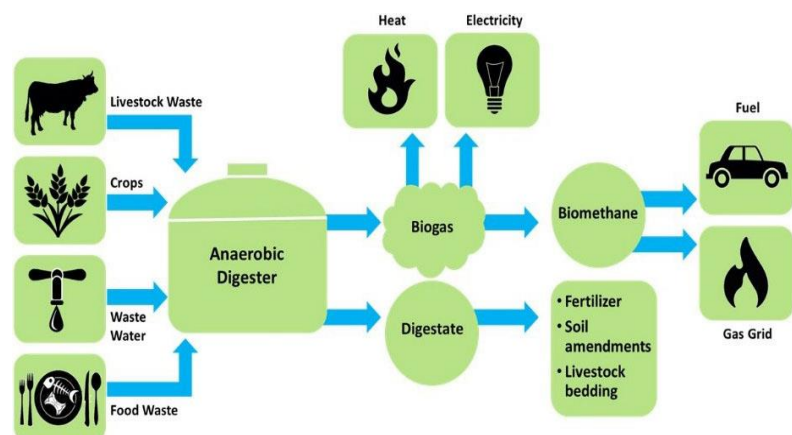 Heat
Electricity
Livestock Waste
Crops
Waste
Water
Food Waste
Anaerobic
Digester
Biogas
Digestate
Biomethane
• Fertilizer
• Soil
amendments
• Livestock
bedding
Fuel
Gas Grid